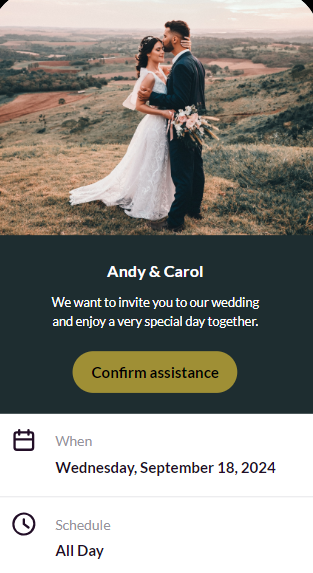 Andy & Carol
We want to invite you to our wedding
and enjoy a very special day together.
Confirm assistance
When
Wednesday, September 18, 2024
Schedule
All Day